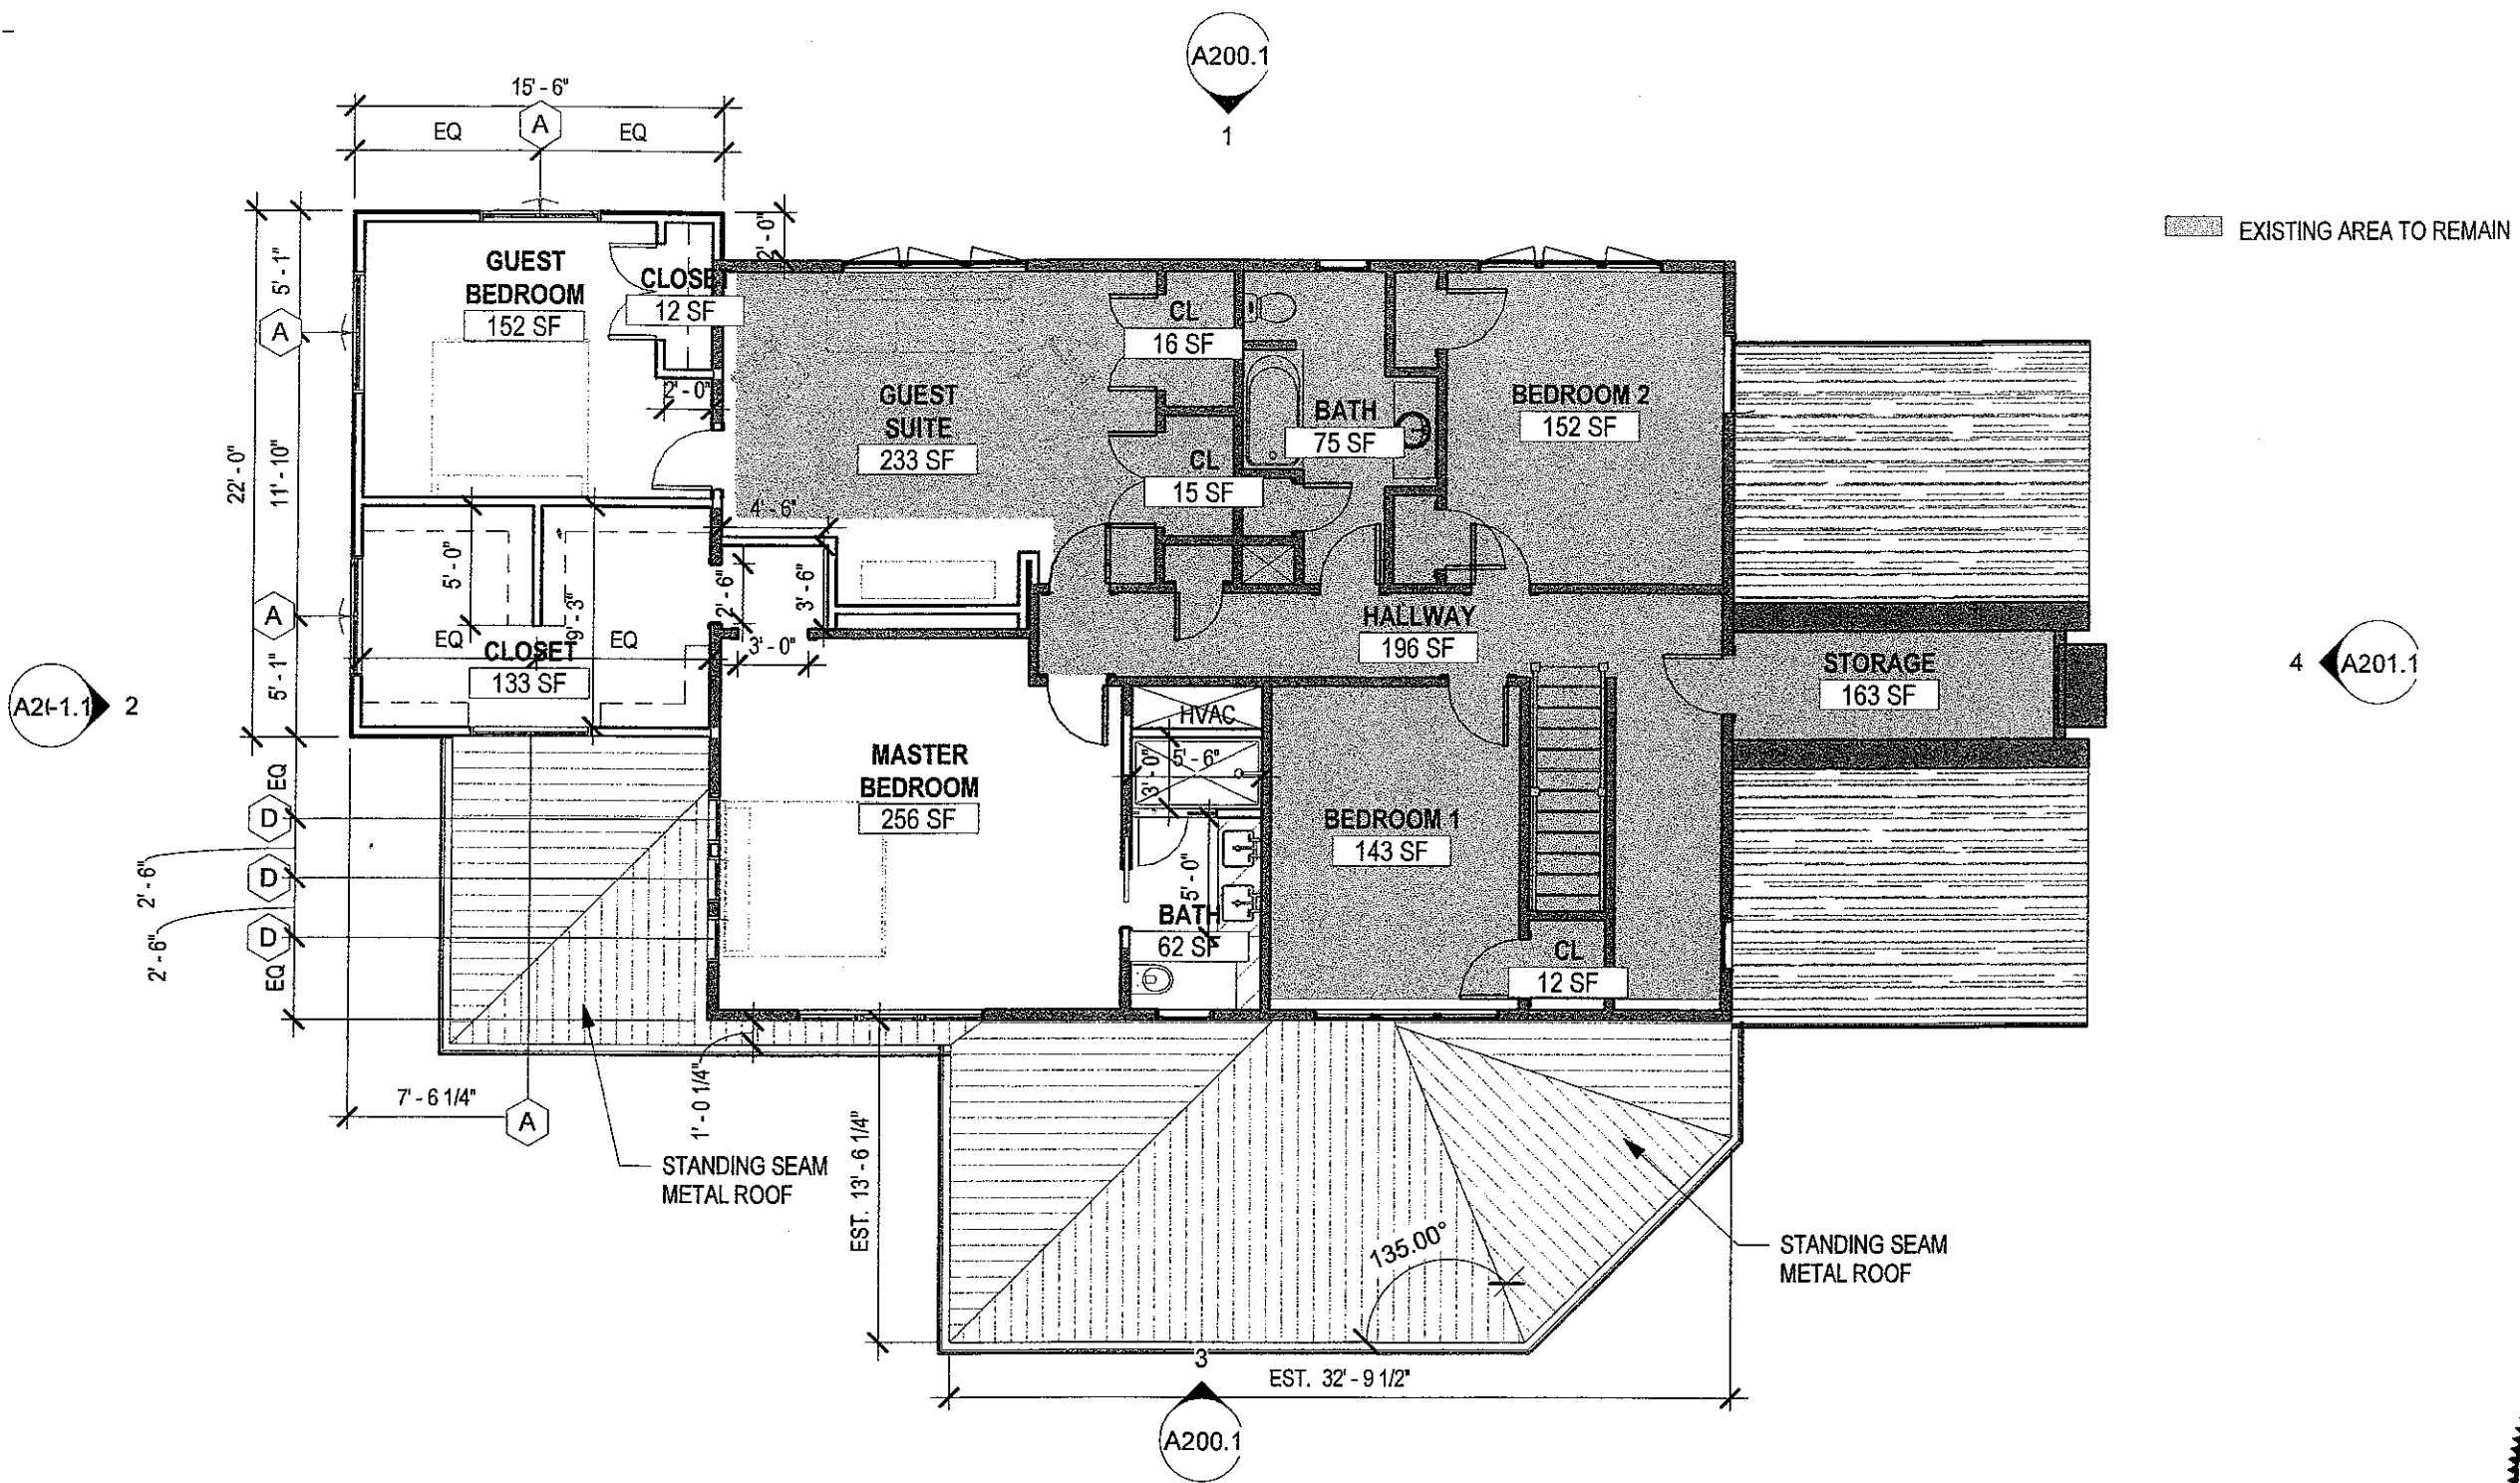 A200.1
1
15' - 6"
EQ
A
EQ
2' - 0"
EXISTING AREA TO REMAIN
22' - 0"
5' - 1"
A
11' - 10"
A
5' - 1"
GUEST
BEDROOM
152 SF
CLOSET
12 SF
2' - 0"
GUEST
SUITE
233 SF
CL
16 SF
CL
15 SF
BATH
75 SF
BEDROOM 2
152 SF
4' - 6"
5' - 0"
9' - 3"
2' - 6"
3' - 6"
3' - 0"
EQ
EQ
CLOSET
133 SF
HALLWAY
196 SF
STORAGE
163 SF
4
A201.1
2
HVAC
5' - 6"
3' - 0"
MASTER
BEDROOM
256 SF
BEDROOM 1
143 SF
5' - 0"
BATH
62 SF
CL
12 SF
EQ
D
2' - 6"
D
2' - 6"
D
EQ
7' - 6 1/4"
A
1' - 0 1/4"
STANDING SEAM
METAL ROOF
EST. 13' - 6 1/4"
135.00°
STANDING SEAM
METAL ROOF
3
EST. 32' - 9 1/2"
A200.1